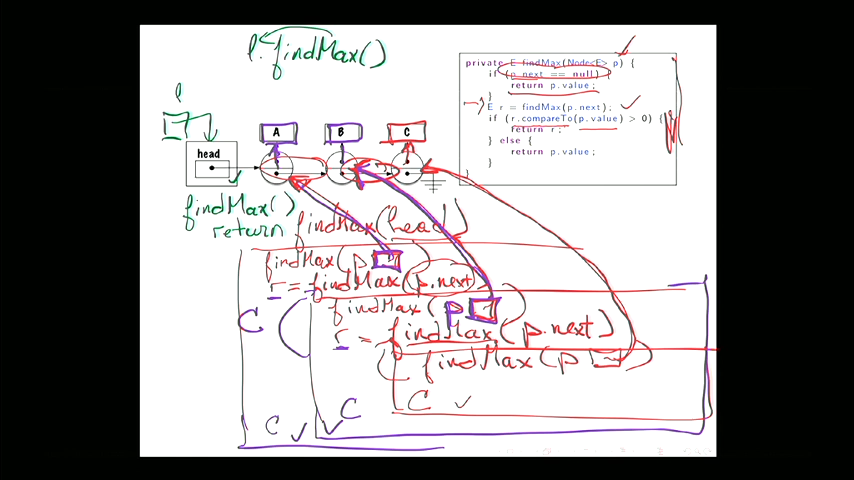 l.findMax()
private E findMax(Node<E> p) {
if (p.next == null) {
return p.value;
}
E r = findMax(p.next);
if (r.compareTo(p.value) > 0) {
return r;
} else {
return p.value;
}
}
l
A B C
head
findMax()
return findMax(head)
findMax(p
r = findMax(p.next)
findMax(p
C
r = findMax(p.next)
findMax(p
C
C
C